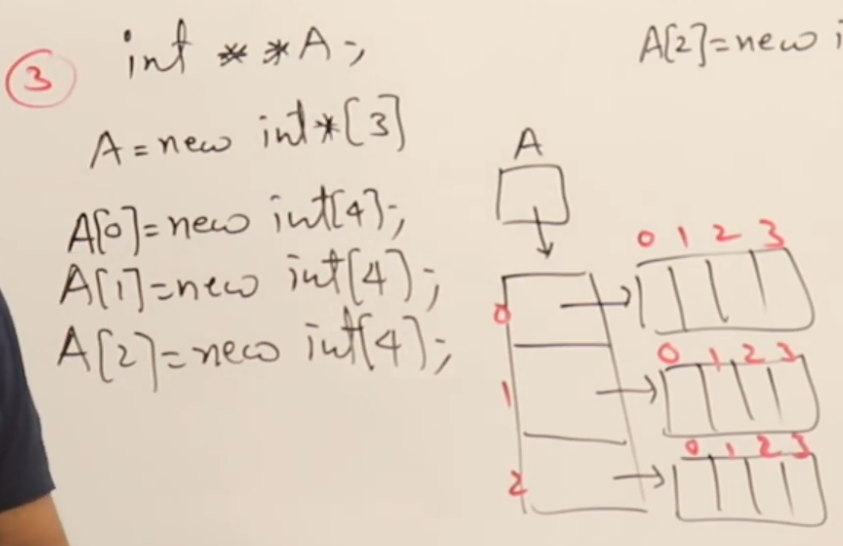 3
int **A;
A=new int*[3]
A[0]=new int[4];
A[1]=new int[4];
A[2]=new int[4];
A[2]=new i
A
0 1 2 3
0
0 1 2 3
1
0 1 2 3
2